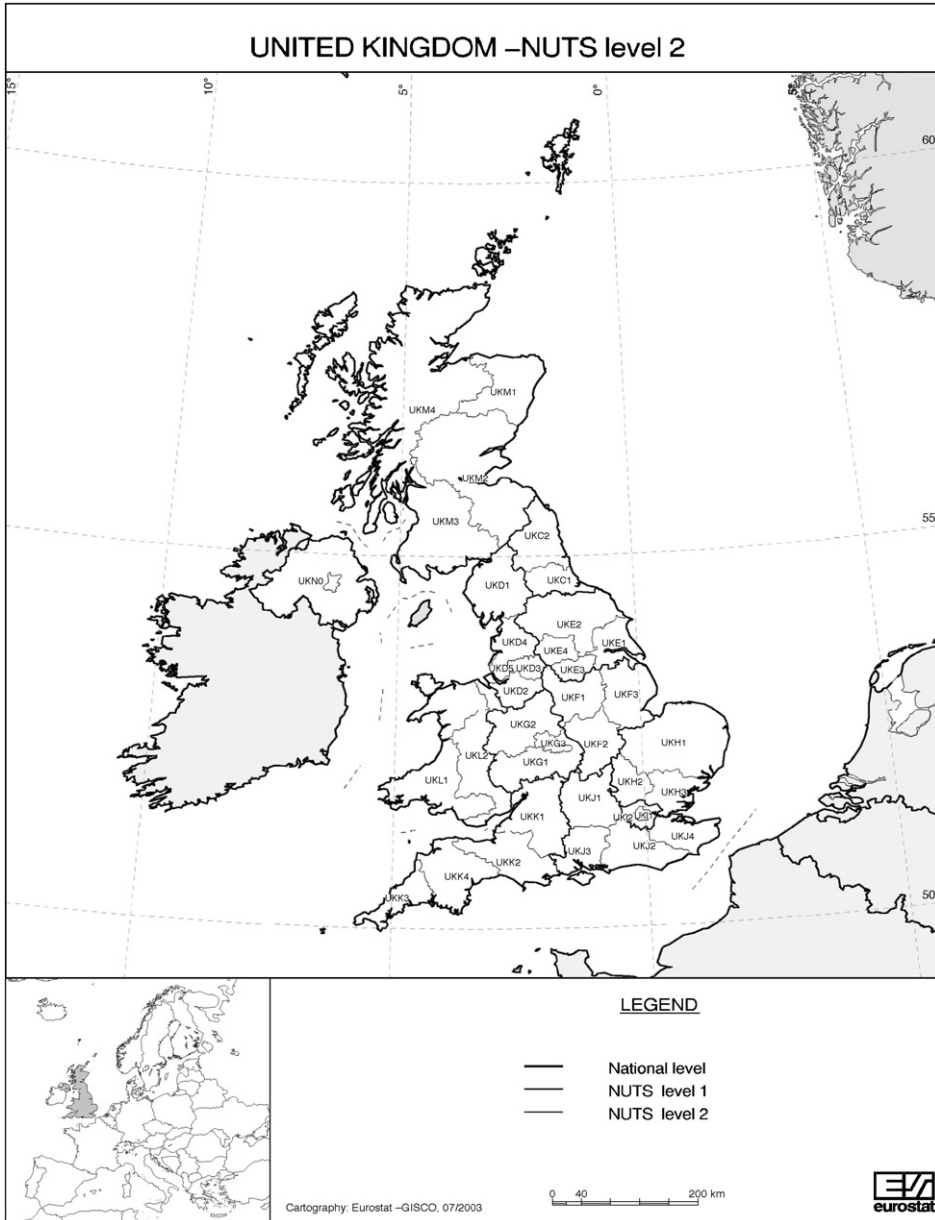 UNITED KINGDOM –NUTS level 2
15°
10°
5°
0°
5°
60
UKM1
UKM4
UKM2
UKM3
55
UKC2
UKN0
UKD1
UKC1
UKE2
UKD4
UKE1
UKE4
UKD5
UKD3
UKE3
UKD2
UKF1
UKF3
UKG2
UKG3
UKF2
UKH1
UKL2
UKG1
UKL1
UKH2
UKH3
UKJ1
UKK1
UKI2
UKI1
UKJ4
UKJ3
UKJ2
UKK2
UKK4
UKK3
50
LEGEND
National level
NUTS level 1
NUTS level 2
Cartography: Eurostat –GISCO, 07/2003
0 40 200 km
eurostat